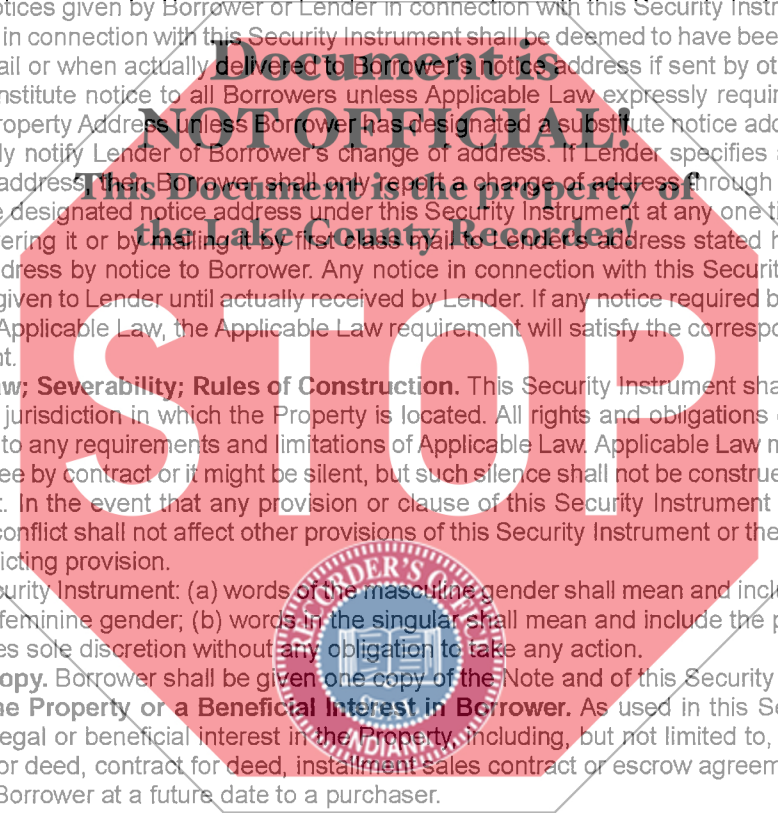 otices given by Borrower or Lender in connection with this Security Instr
in connection with this Security Instrument shall be deemed to have bee
Document is
ail or when actually delivered to Borrower's notice address if sent by ot
nstitute notice to all Borrowers unless Applicable Law expressly requir
NOT OFFICIAL!
roperty Address unless Borrower has designated a substitute notice add
ly notify Lender of Borrower's change of address. If Lender specifies
This Document is the property of
address, then Borrower shall only report a change of address through
e designated notice address under this Security Instrument at any one ti
the Lake County Recorder!
ering it or by mailing it by first class mail to Lender's address stated h
dress by notice to Borrower. Any notice in connection with this Securit
given to Lender until actually received by Lender. If any notice required b
Applicable Law, the Applicable Law requirement will satisfy the correspo
nt.
STOP
aw; Severability; Rules of Construction. This Security Instrument sha
jurisdiction in which the Property is located. All rights and obligations
to any requirements and limitations of Applicable Law. Applicable Law m
ee by contract or it might be silent, but such silence shall not be construe
t. In the event that any provision or clause of this Security Instrument
conflict shall not affect other provisions of this Security Instrument or the
icting provision.
urity Instrument: (a) words of the masculine gender shall mean and inclu
feminine gender; (b) words in the singular shall mean and include the p
es sole discretion without any obligation to take any action.
opy. Borrower shall be given one copy of the Note and of this Security
he Property or a Beneficial Interest in Borrower. As used in this Se
egal or beneficial interest in the Property, including, but not limited to,
or deed, contract for deed, installment sales contract or escrow agreem
Borrower at a future date to a purchaser.
RECORDER'S OFFICE
SEAL
INDIANA